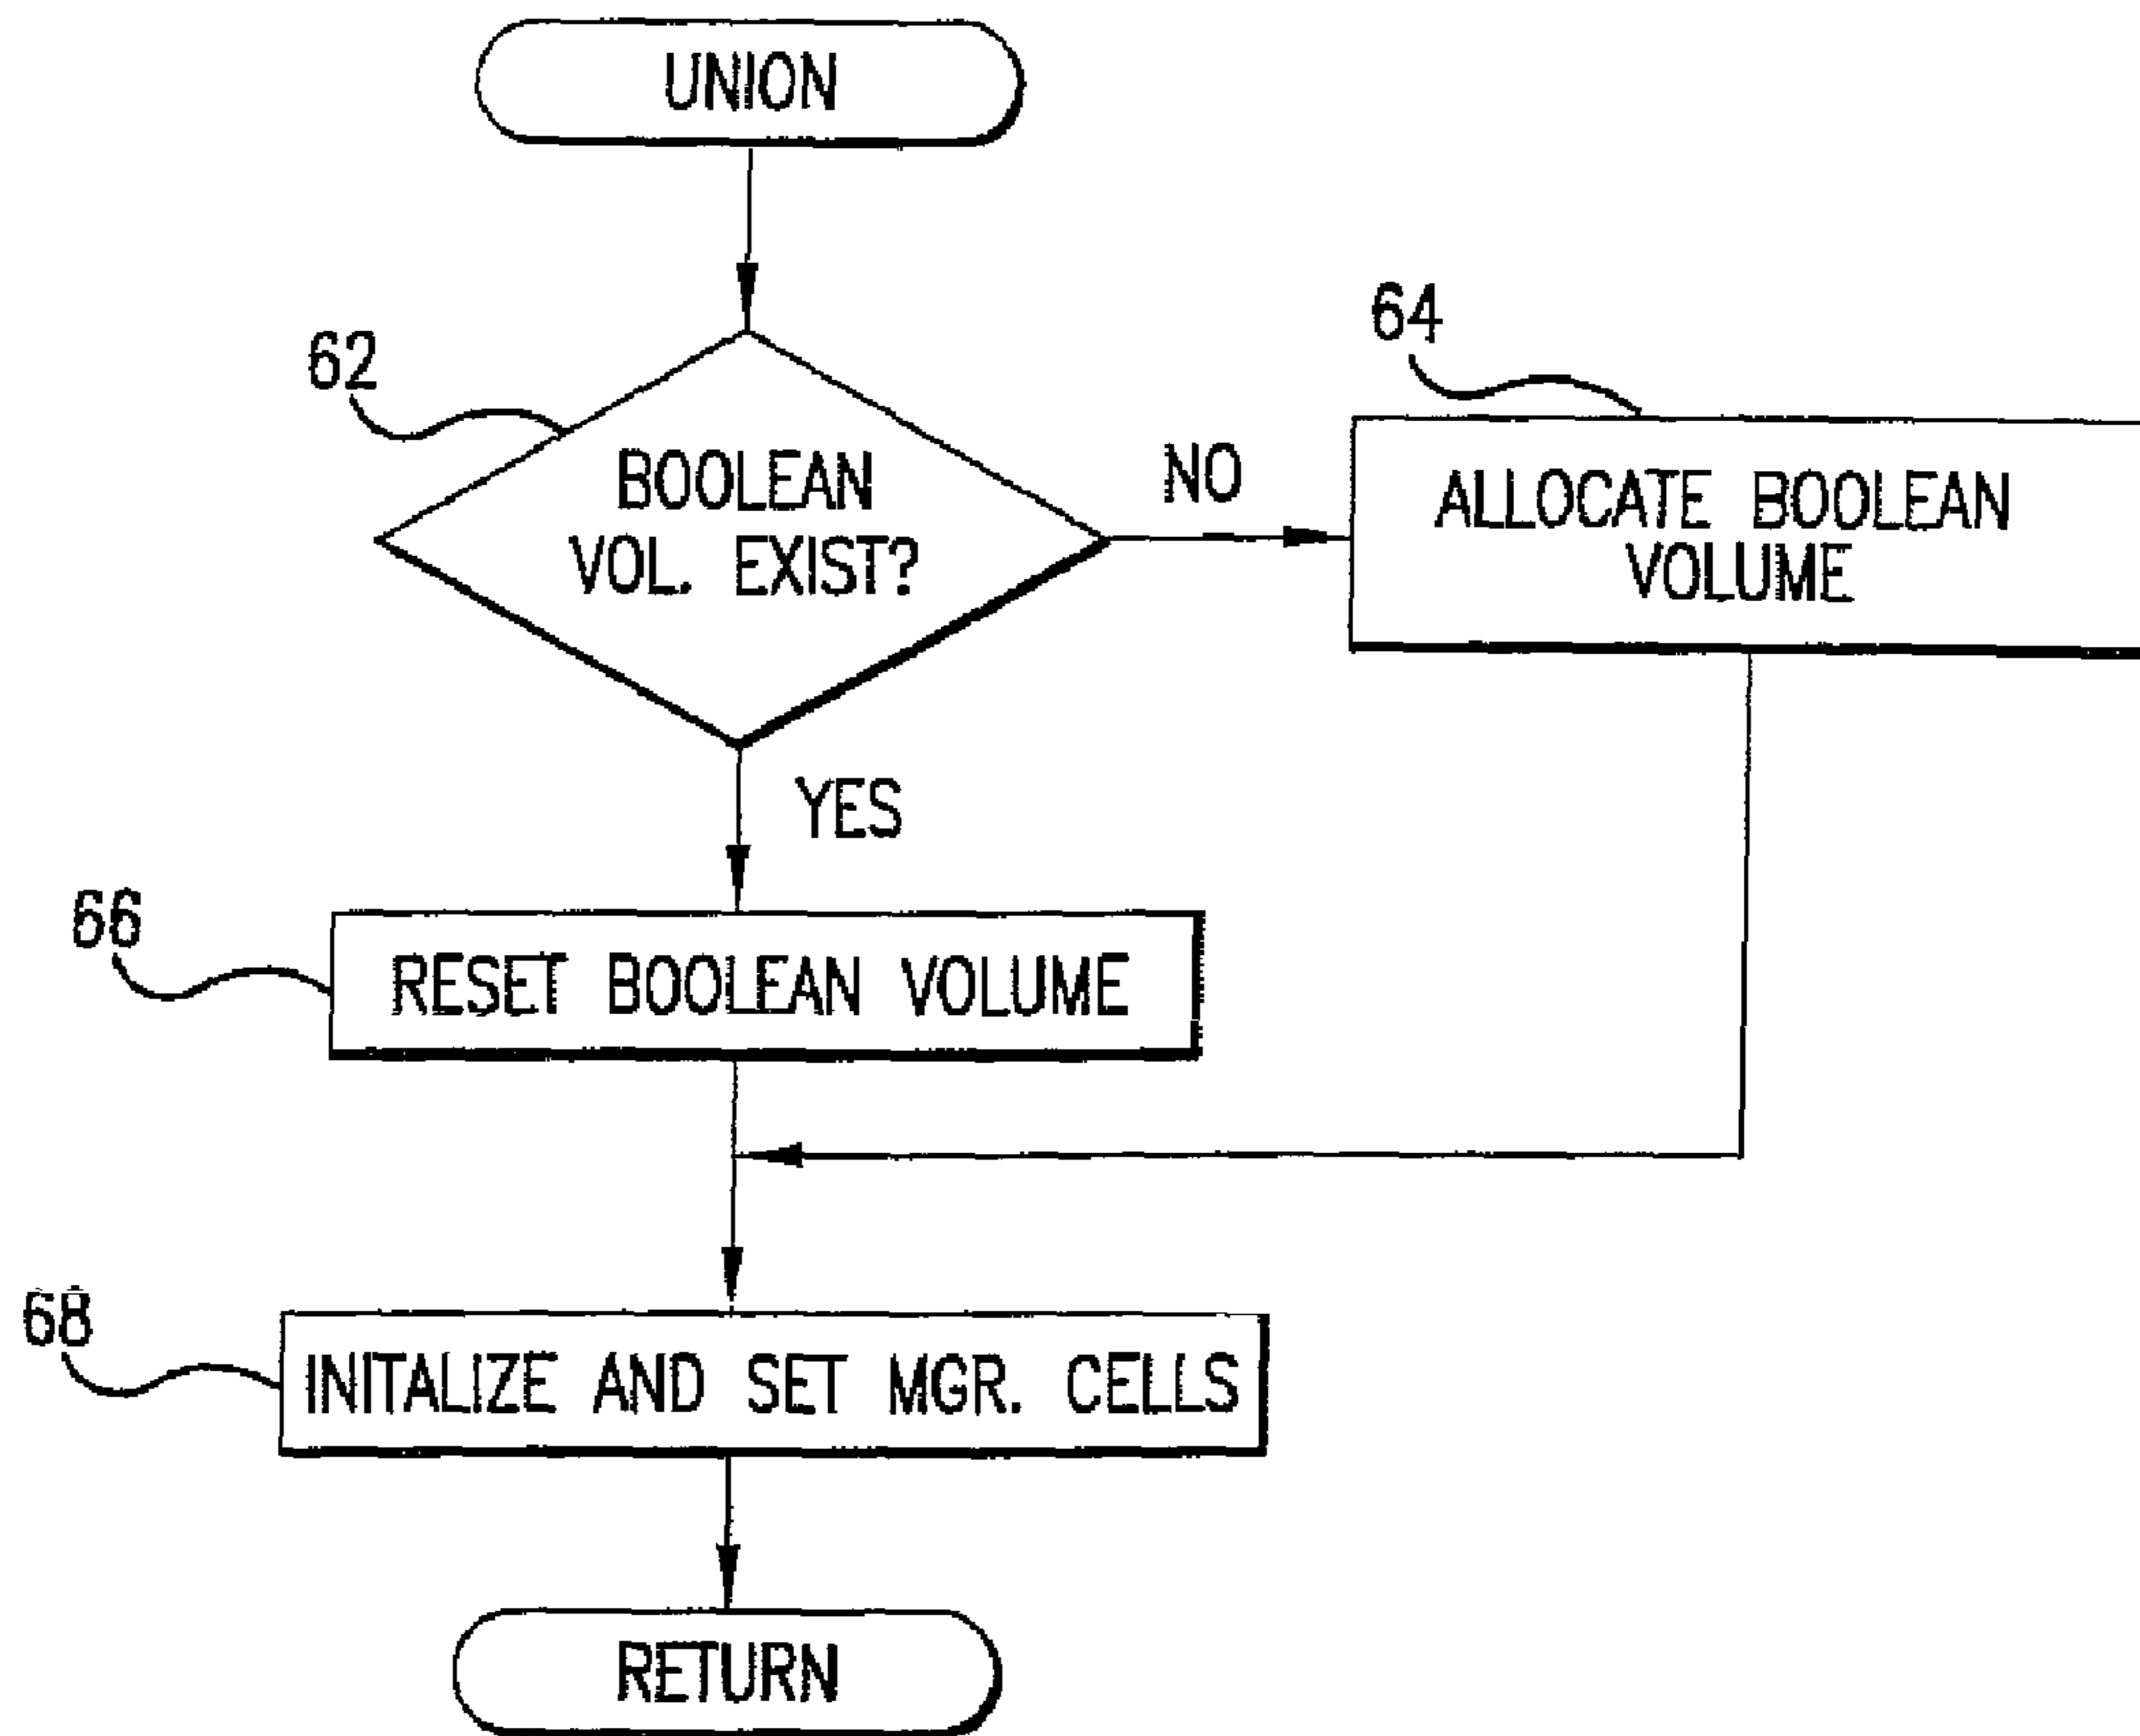 UNION
62
BOOLEAN
VOL. EXIST?
NO
64
ALLOCATE BOOLEAN
VOLUME
YES
66
RESET BOOLEAN VOLUME
68
INITALIZE AND SET MGR. CELLS
RETURN